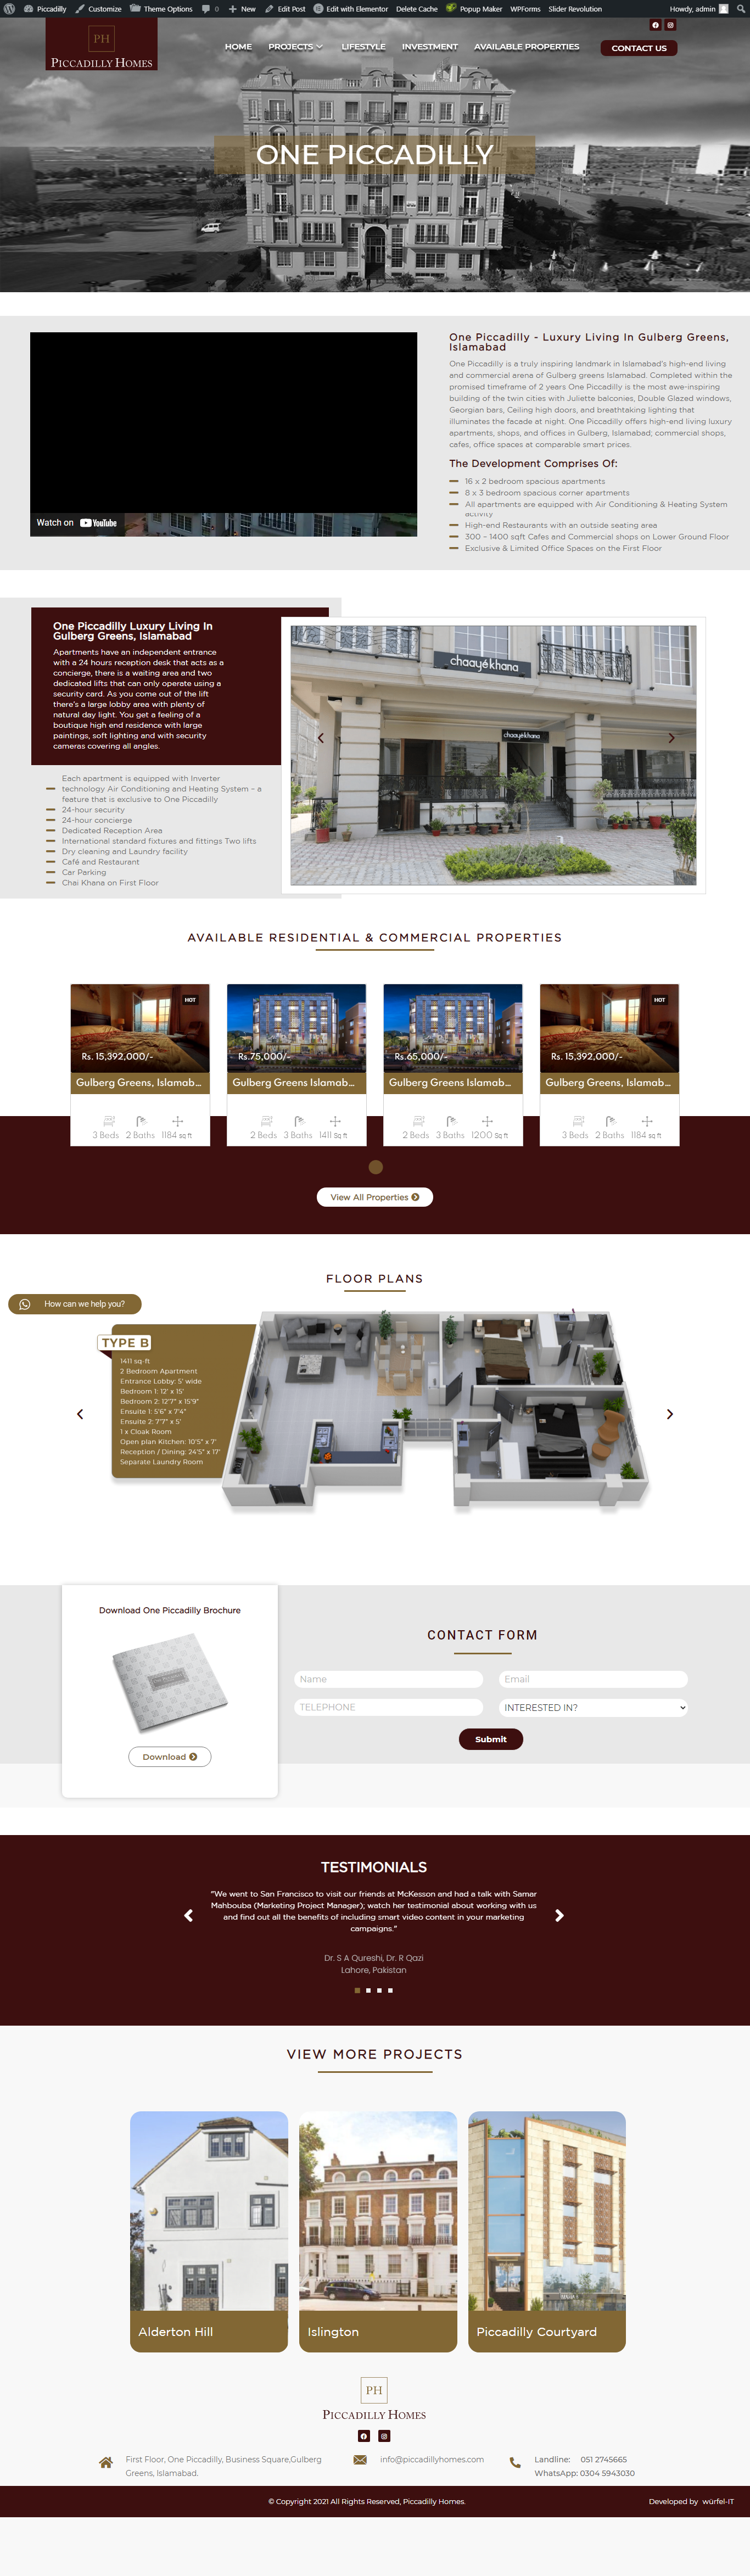 Piccadilly Customize Theme Options 0 New Edit Post Edit with Elementor Delete Cache Popup Maker WPForms Slider Revolution Howdy, admin
PH
PICCADILLY HOMES
HOME PROJECTS LIFESTYLE INVESTMENT AVAILABLE PROPERTIES CONTACT US
ONE PICCADILLY
Watch on YouTube
One Piccadilly - Luxury Living In Gulberg Greens,
Islamabad
One Piccadilly is a truly inspiring landmark in Islamabad's high-end living
and commercial arena of Gulberg greens Islamabad. Completed within the
promised timeframe of 2 years One Piccadilly is the most awe-inspiring
building of the twin cities with Juliette balconies, Double Glazed windows,
Georgian bars, Ceiling high doors, and breathtaking lighting that
illuminates the facade at night. One Piccadilly offers high-end living luxury
apartments, shops, and offices in Gulberg, Islamabad; commercial shops,
cafes, office spaces at comparable smart prices.
The Development Comprises Of:
16 x 2 bedroom spacious apartments
8 x 3 bedroom spacious corner apartments
All apartments are equipped with Air Conditioning & Heating System
activity
High-end Restaurants with an outside seating area
300 – 1400 sqft Cafes and Commercial shops on Lower Ground Floor
Exclusive & Limited Office Spaces on the First Floor
One Piccadilly Luxury Living In
Gulberg Greens, Islamabad
Apartments have an independent entrance
with a 24 hours reception desk that acts as a
concierge, there is a waiting area and two
dedicated lifts that can only operate using a
security card. As you come out of the lift
there's a large lobby area with plenty of
natural day light. You get a feeling of a
boutique high end residence with large
paintings, soft lighting and with security
cameras covering all angles.
Each apartment is equipped with Inverter
technology Air Conditioning and Heating System – a
feature that is exclusive to One Piccadilly
24-hour security
24-hour concierge
Dedicated Reception Area
International standard fixtures and fittings Two lifts
Dry cleaning and Laundry facility
Café and Restaurant
Car Parking
Chai Khana on First Floor
chaayékhana
chaayékhana
AVAILABLE RESIDENTIAL & COMMERCIAL PROPERTIES
HOT
Rs. 15,392,000/-
Gulberg Greens, Islamab...
3 Beds 2 Baths 1184 sq ft
Rs.75,000/-
Gulberg Greens Islamab...
2 Beds 3 Baths 1411 Sq ft
Rs.65,000/-
Gulberg Greens Islamab...
2 Beds 3 Baths 1200 Sq ft
HOT
Rs. 15,392,000/-
Gulberg Greens, Islamab...
3 Beds 2 Baths 1184 sq ft
View All Properties
FLOOR PLANS
How can we help you?
TYPE B
1411 sq-ft
2 Bedroom Apartment
Entrance Lobby: 5' wide
Bedroom 1: 12' x 15'
Bedroom 2: 12'7" x 15'9"
Ensuite 1: 5'6" x 7'4"
Ensuite 2: 7'7" x 5'
1 x Cloak Room
Open plan Kitchen: 10'5" x 7'
Reception / Dining: 24'5" x 17'
Separate Laundry Room
Download One Piccadilly Brochure
Download
CONTACT FORM
Name Email
TELEPHONE INTERESTED IN?
Submit
TESTIMONIALS
"We went to San Francisco to visit our friends at McKesson and had a talk with Samar
Mahbouba (Marketing Project Manager); watch her testimonial about working with us
and find out all the benefits of including smart video content in your marketing
campaigns."
Dr. S A Qureshi, Dr. R Qazi
Lahore, Pakistan
VIEW MORE PROJECTS
Alderton Hill
Islington
Piccadilly Courtyard
PH
PICCADILLY HOMES
First Floor, One Piccadilly, Business Square,Gulberg
Greens, Islamabad.
info@piccadillyhomes.com
Landline: 051 2745665
WhatsApp: 0304 5943030
© Copyright 2021 All Rights Reserved, Piccadilly Homes.
Developed by würfel-IT